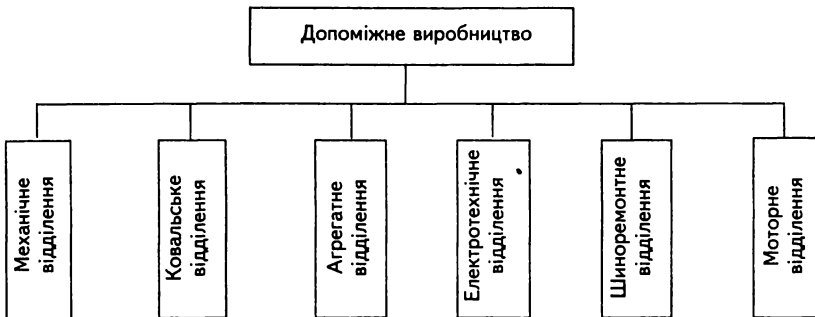 Допоміжне виробництво
Механічне
відділення
Ковальське
відділення
Агрегатне
відділення
Електротехнічне
відділення
Шиноремонтне
відділення
Моторне
відділення